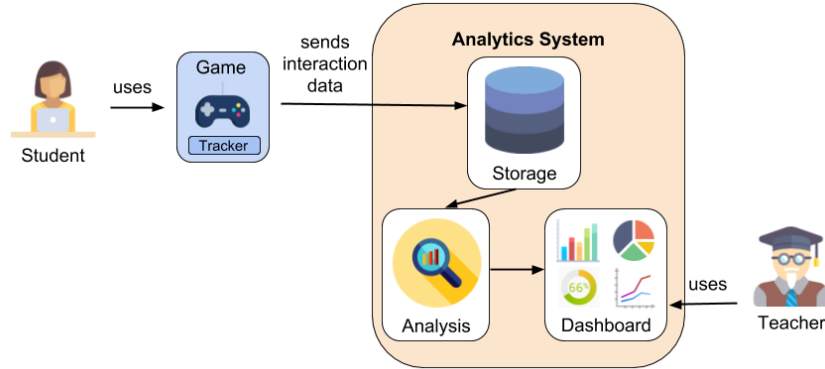 Analytics System
sends
interaction
data
Game
uses
Tracker
Student
Storage
66%
uses
Analysis
Dashboard
Teacher